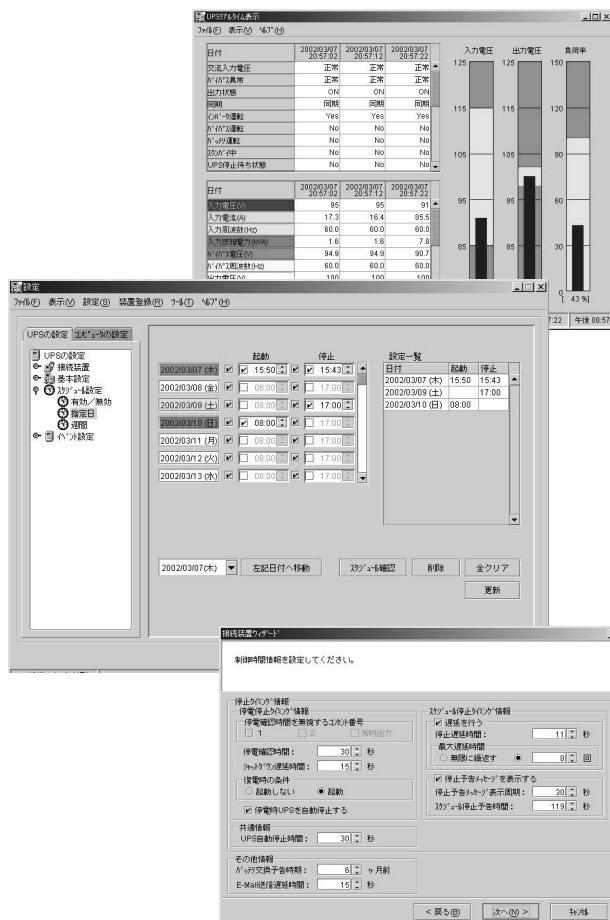 UPSﾘｱﾙﾀｲﾑ表示
ﾌｧｲﾙ(F) 表示(V) ﾍﾙﾌﾟ(H)
日付 2002/03/07 20:57:02 2002/03/07 20:57:12 2002/03/07 20:57:22
交流入力電圧 正常 正常 正常
ﾊﾞｲﾊﾟｽ異常 正常 正常 正常
出力状態 ON ON ON
同期 同期 同期 同期
ｲﾝﾊﾞｰﾀ運転 Yes Yes Yes
ﾊﾞｲﾊﾟｽ運転 No No No
ﾊﾞｯﾃﾘ運転 No No No
ｽﾀﾝﾊﾞｲ中 No No No
UPS停止待ち状態 No No No
日付 2002/03/07 20:57:02 2002/03/07 20:57:12 2002/03/07 20:57:22
入力電圧(V) 95 95 91
入力電流(A) 17.3 16.4 85.5
入力周波数(Hz) 60.0 60.0 60.0
入力皮相電力(kVA) 1.6 1.6 7.8
ﾊﾞｲﾊﾟｽ電圧(V) 94.9 94.9 90.7
ﾊﾞｲﾊﾟｽ周波数(Hz) 60.0 60.0 60.0
出力電圧(V) 100 100 100
入力電圧 出力電圧 負荷率
125 125 150
115 115 120
105 105 90
95 95 60
85 85 30
0
[ 43 %]
7:22 午後 08:57
設定
ﾌｧｲﾙ(F) 表示(V) 設定(S) 装置登録(R) ﾂｰﾙ(T) ﾍﾙﾌﾟ(H)
UPSの設定 ｺﾝﾋﾟｭｰﾀの設定
UPSの設定
接続装置
基本設定
ｽｹｼﾞｭｰﾙ設定
有効／無効
指定日
週間
ｲﾍﾞﾝﾄ設定
起動 停止
2002/03/07 (木) 15:50 15:43
2002/03/08 (金) 08:00 17:00
2002/03/09 (土) 08:00 17:00
2002/03/10 (日) 08:00 17:00
2002/03/11 (月) 08:00 17:00
2002/03/12 (火) 08:00 17:00
2002/03/13 (水) 08:00 17:00
設定一覧
日付 起動 停止
2002/03/07 (木) 15:50 15:43
2002/03/09 (土) 17:00
2002/03/10 (日) 08:00
2002/03/07(木) 左記日付へ移動 ｽｹｼﾞｭｰﾙ確認 削除 全クリア
更新
接続装置ｳｨｻﾞｰﾄﾞ
制御時間情報を設定してください。
停止ﾀｲﾐﾝｸﾞ情報
停電停止ﾀｲﾐﾝｸﾞ情報
停電確認時間を無視するｺﾝｾﾝﾄ番号
1 2 常時出力
停電確認時間： 30 秒
ｼｬｯﾄﾀﾞｳﾝ遅延時間： 15 秒
復電時の条件
起動しない 起動
停電時UPSを自動停止する
共通情報
UPS自動停止時間： 30 秒
その他情報
ﾊﾞｯﾃﾘ交換予告時期： 6 ヶ月前
E-Mail送信遅延時間： 15 秒
ｽｹｼﾞｭｰﾙ停止ﾀｲﾐﾝｸﾞ情報
遅延を行う
停止遅延時間： 11 秒
最大遅延時間
無限に繰返す 8 回
停止予告ﾒｯｾｰｼﾞを表示する
停止予告ﾒｯｾｰｼﾞ表示周期： 30 秒
ｽｹｼﾞｭｰﾙ停止予告時間： 119 秒
< 戻る(B) 次へ(N) > ｷｬﾝｾﾙ